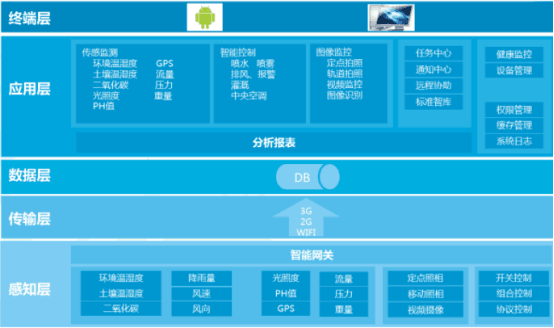 终端层
应用层
传感监测
环境温湿度 GPS
土壤温湿度 流量
二氧化碳 压力
光照度 重量
PH值
智能控制
喷水 喷雾
排风、报警
灌溉
中央空调
图像监控
定点拍照
轨道拍照
视频监控
图像识别
任务中心
通知中心
远程协助
标准智库
健康监控
设备管理
权限管理
缓存管理
系统日志
分析报表
数据层
DB
传输层
3G
2G
WIFI
感知层
智能网关
环境温湿度 降雨量 光照度 流量 定点照相 开关控制
土壤温湿度 风速 PH值 压力 移动照相 组合控制
二氧化碳 风向 GPS 重量 视频摄像 协议控制